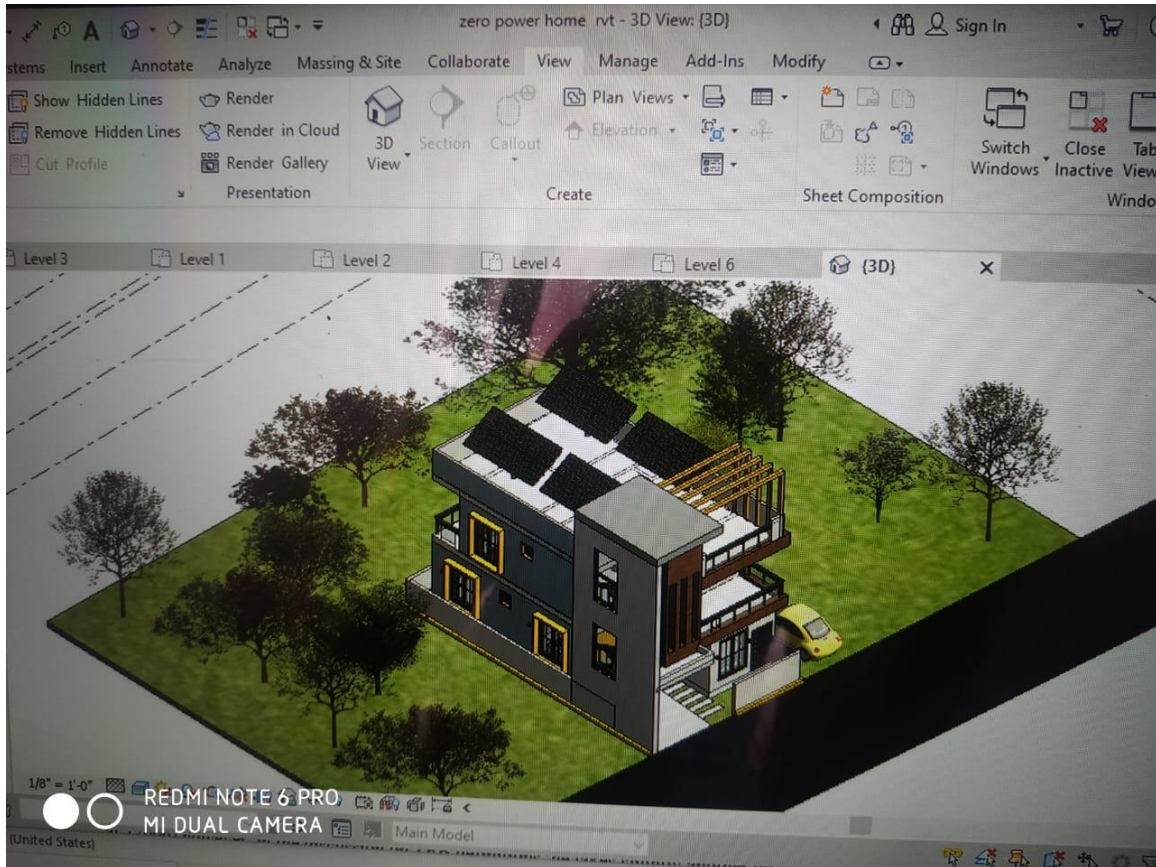 zero power home rvt - 3D View: {3D}
Sign In
stems Insert Annotate Analyze Massing & Site Collaborate View Manage Add-Ins Modify
Show Hidden Lines
Remove Hidden Lines
Cut Profile
Render
Render in Cloud
Render Gallery
Presentation
3D
View
Section
Callout
Plan Views
Elevation
Create
Sheet Composition
Switch
Windows
Close
Inactive
Tab
View
Windo
Level 3
Level 1
Level 2
Level 4
Level 6
{3D}
1/8" = 1'-0"
REDMI NOTE 6 PRO
MI DUAL CAMERA
Main Model
(United States)